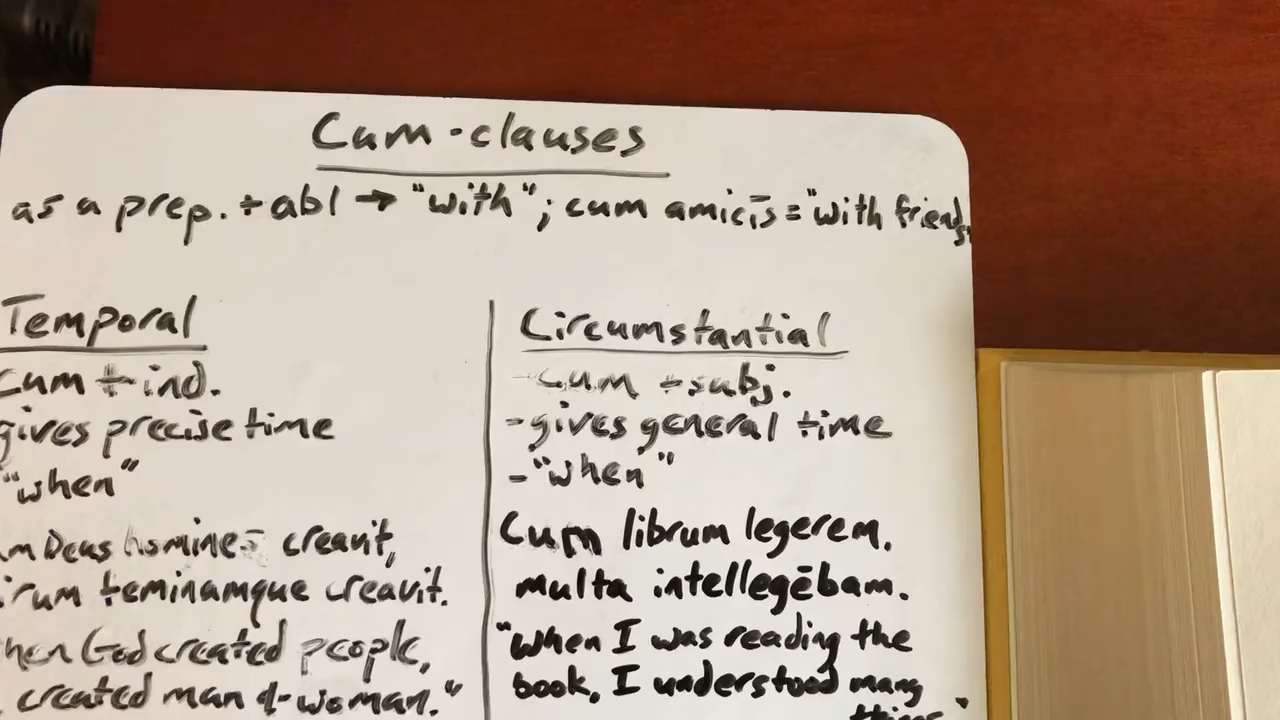 Cum-clauses
as a prep. + abl → "with"; cum amicīs = "with friends
Temporal
cum + ind.
gives precise time
"when"
Deus hominēs creavit,
feminamque creavit.
God created people,
created man & woman."
Circumstantial
-cum + subj.
-gives general time
-"when"
Cum librum legerem,
multa intellegēbam.
"when I was reading the
book, I understood many
things"